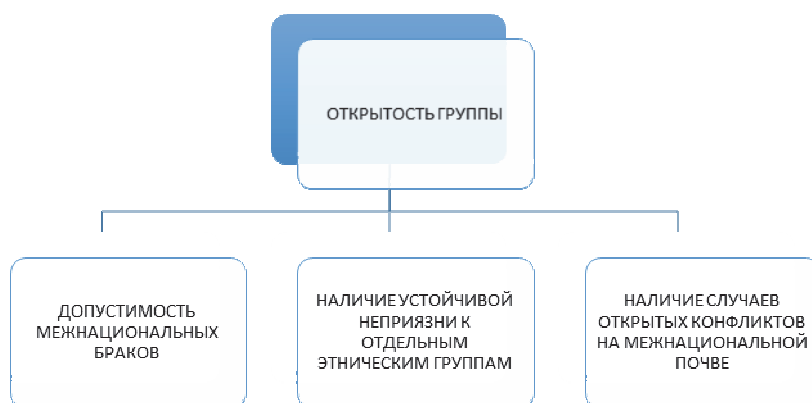 ОТКРЫТОСТЬ ГРУППЫ
ДОПУСТИМОСТЬ
МЕЖНАЦИОНАЛЬНЫХ
БРАКОВ
НАЛИЧИЕ УСТОЙЧИВОЙ
НЕПРИЯЗНИ К
ОТДЕЛЬНЫМ
ЭТНИЧЕСКИМ ГРУППАМ
НАЛИЧИЕ СЛУЧАЕВ
ОТКРЫТЫХ КОНФЛИКТОВ
НА МЕЖНАЦИОНАЛЬНОЙ
ПОЧВЕ